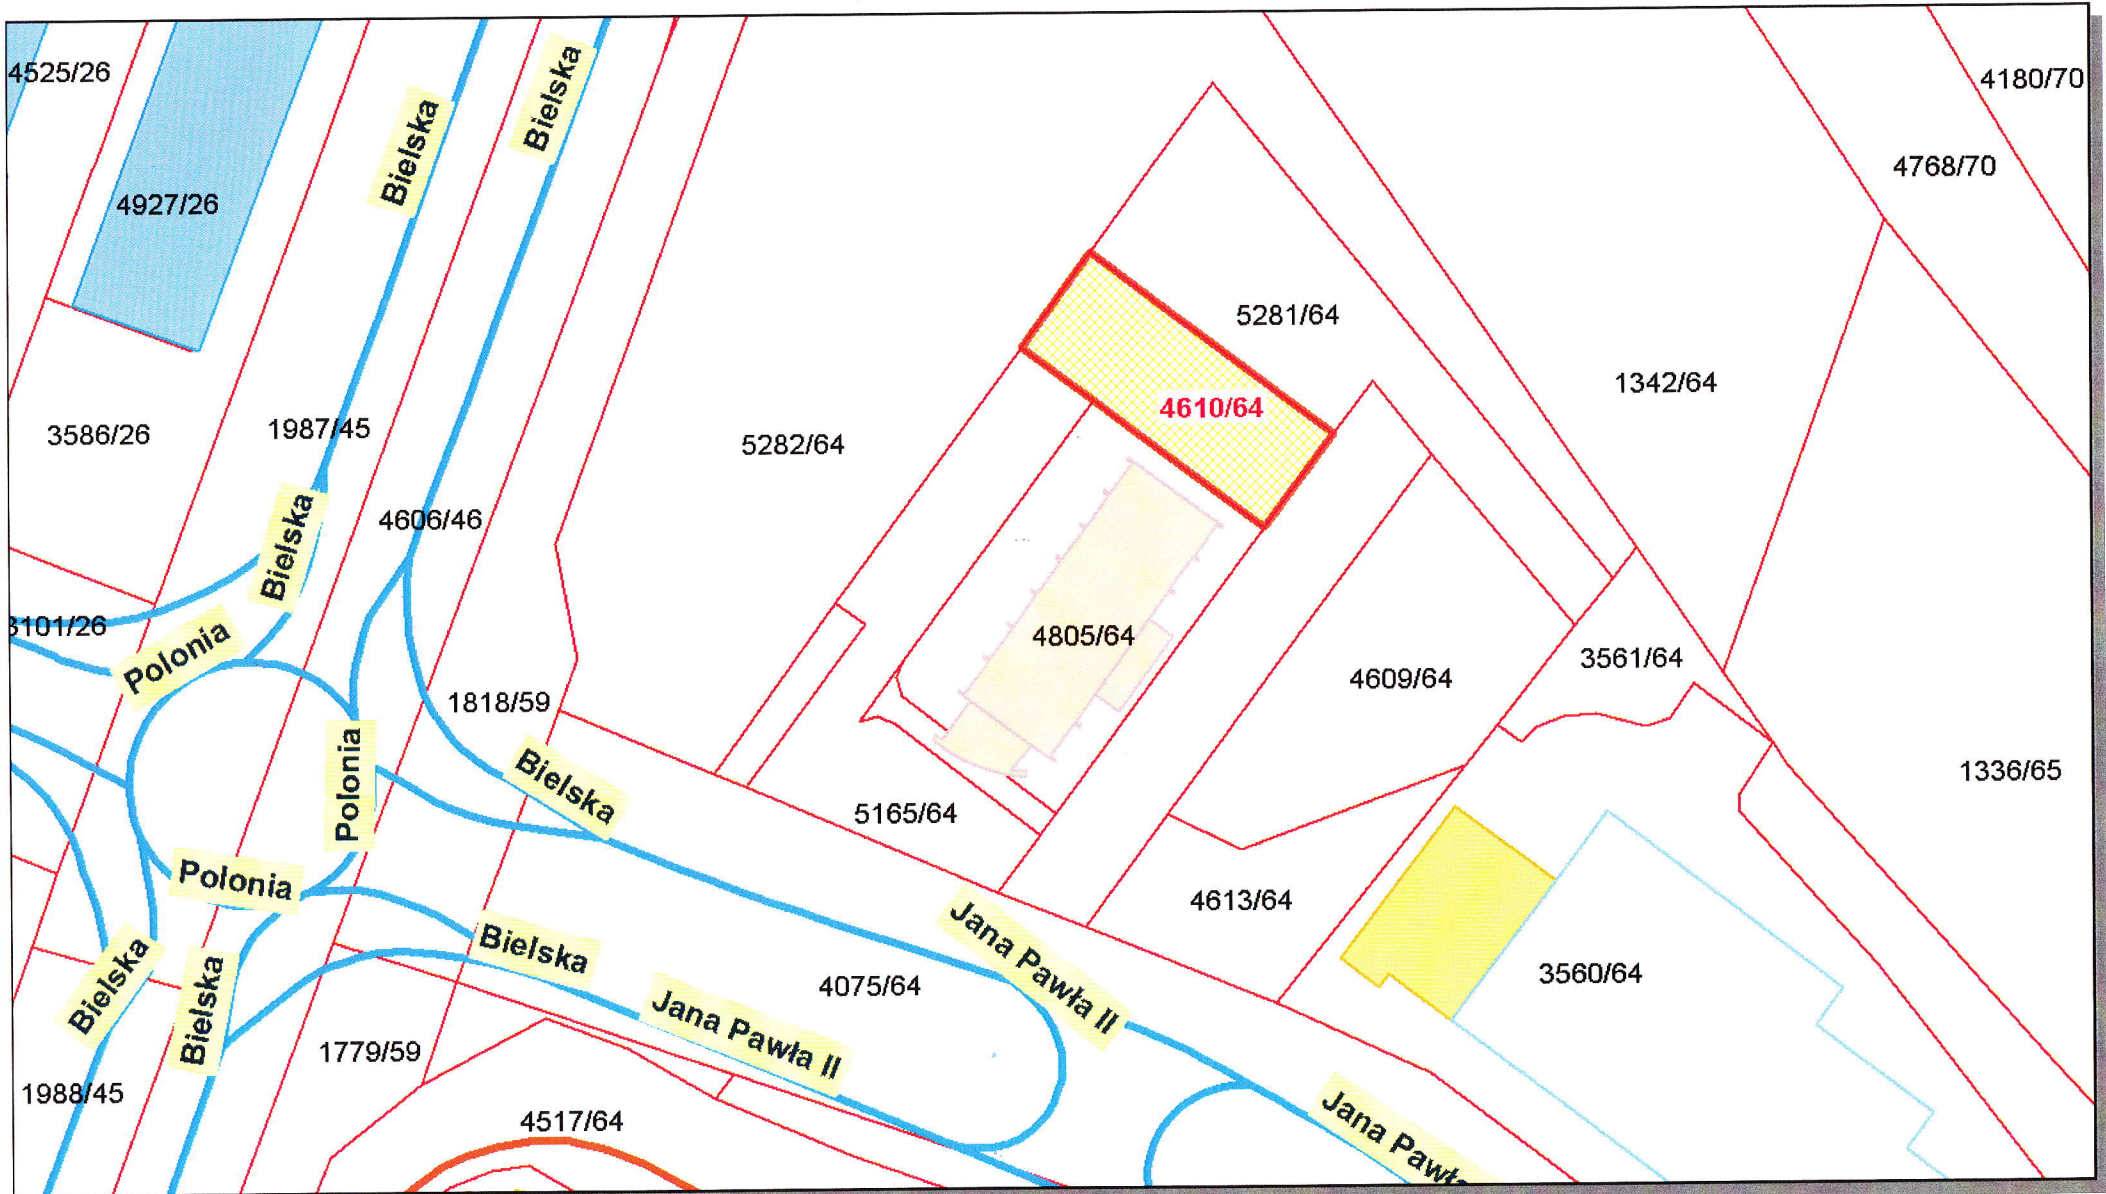 4525/26
4180/70
Bielska
Bielska
4768/70
4927/26
5281/64
1342/64
4610/64
3586/26
1987/45
5282/64
Bielska
4606/46
3101/26
Polonia
4805/64
3561/64
4609/64
1818/59
Polonia
Bielska
1336/65
5165/64
Polonia
4613/64
Jana Pawła II
Bielska
3560/64
Bielska
Bielska
4075/64
Jana Pawła II
1779/59
1988/45
4517/64
Jana Pawła